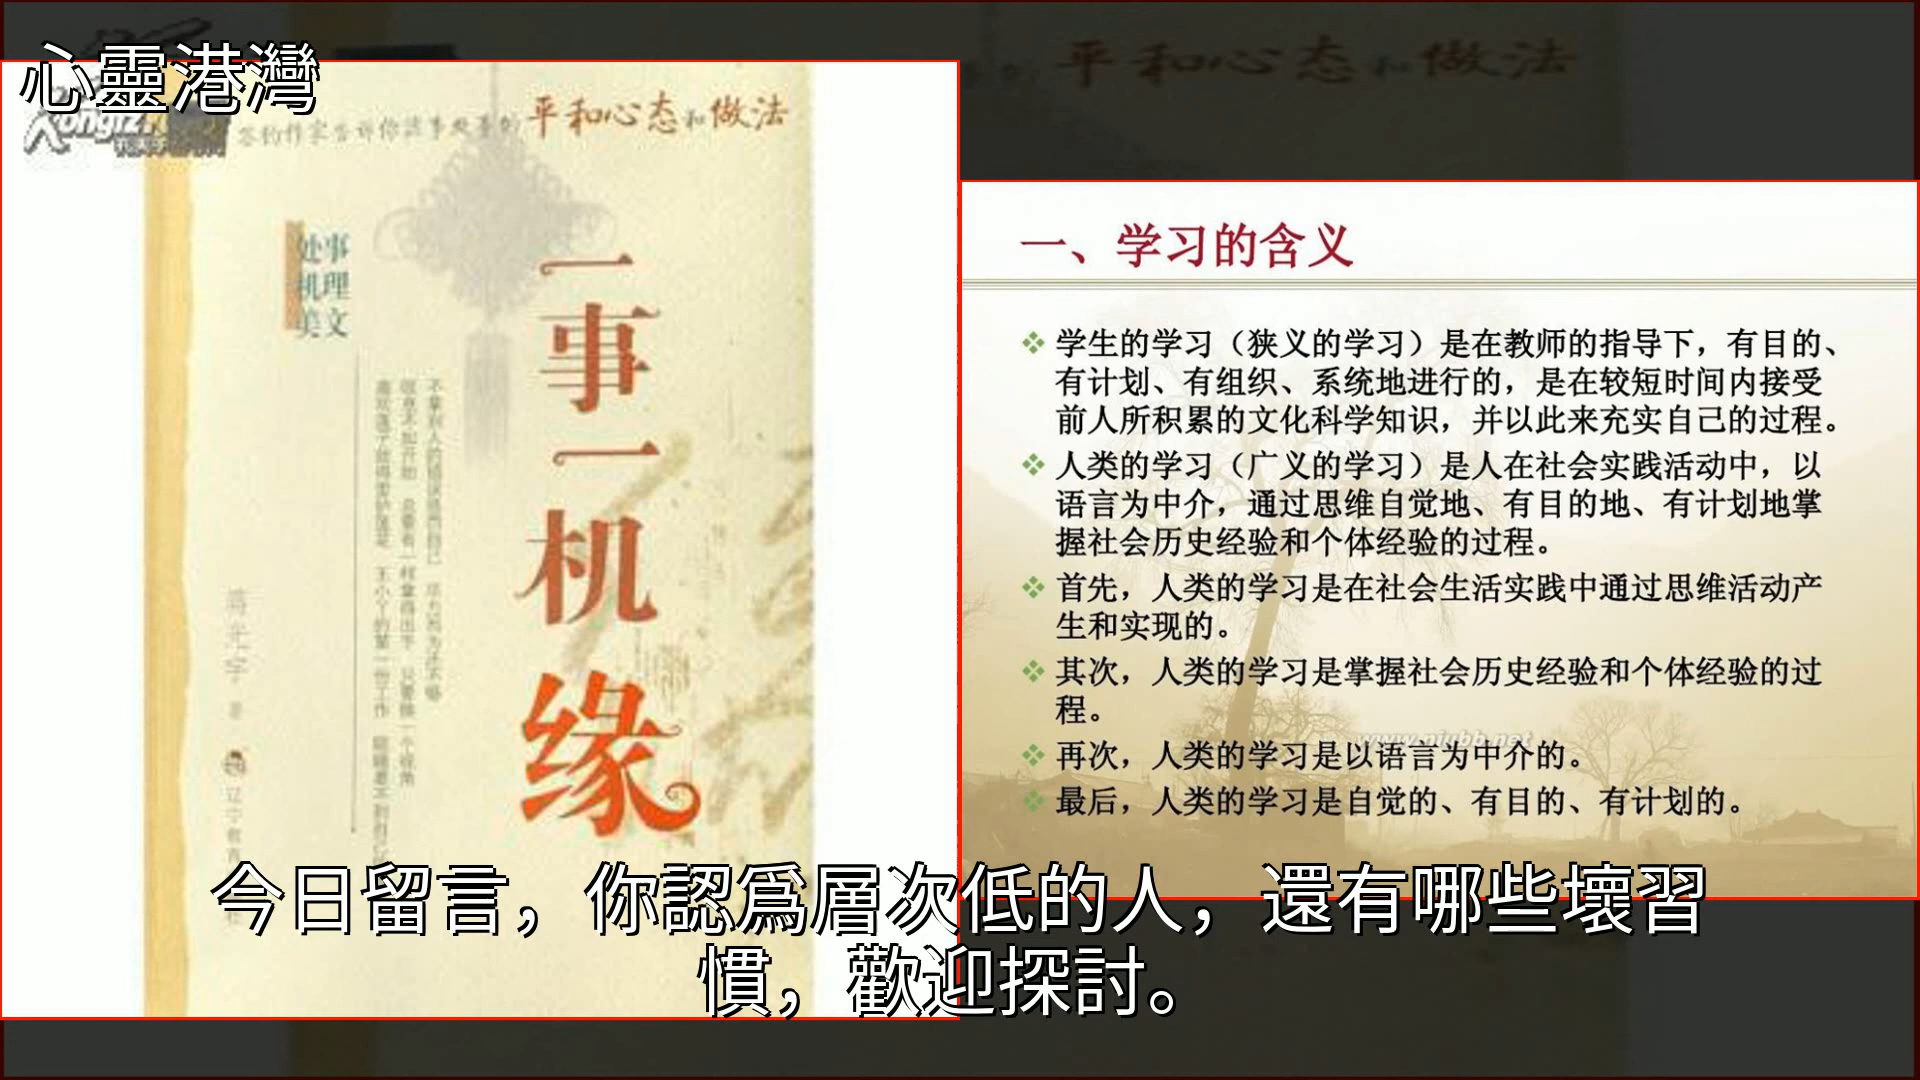 心靈港灣
平和心态和做法
平和心态和做法
事理文
处机美
一事一机缘
一、学习的含义
学生的学习（狭义的学习）是在教师的指导下，有目的、
有计划、有组织、系统地进行的，是在较短时间内接受
前人所积累的文化科学知识，并以此来充实自己的过程。
人类的学习（广义的学习）是人在社会实践活动中，以
语言为中介，通过思维自觉地、有目的地、有计划地掌
握社会历史经验和个体经验的过程。
首先，人类的学习是在社会生活实践中通过思维活动产
生和实现的。
其次，人类的学习是掌握社会历史经验和个体经验的过
程。
再次，人类的学习是以语言为中介的。
最后，人类的学习是自觉的、有目的、有计划的。
www.niubb.net
今日留言，你認爲層次低的人，還有哪些壞習
慣，歡迎探討。